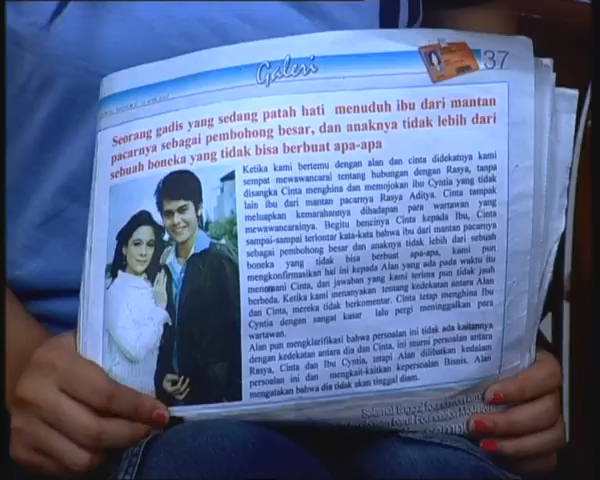 Galeri
37
Seorang gadis yang sedang patah hati menuduh ibu dari mantan
pacarnya sebagai pembohong besar, dan anaknya tidak lebih dari
sebuah boneka yang tidak bisa berbuat apa-apa
Ketika kami bertemu dengan alan dan cinta didekatnya kami
sempat mewawancarai tentang hubungan dengan Rasya, tanpa
disangka Cinta menghina dan memojokan ibu Cyntia yang tidak
lain ibu dari mantan pacarnya Rasya Aditya. Cinta tampak
meluapkan kemarahannya dihadapan para wartawan yang
mewawancarainya. Begitu bencinya Cinta kepada Ibu, Cinta
sampai-sampai terlontar kata-kata bahwa ibu dari mantan pacarnya
sebagai pembohong besar dan anaknya tidak lebih dari sebuah
boneka yang tidak bisa berbuat apa-apa, kami pun
mengkonfirmasikan hal ini kepada Alan yang ada pada waktu itu
menemani Cinta, dan jawaban yang kami terima pun tidak jauh
berbeda. Ketika kami menanyakan tentang kedekatan antara Alan
dan Cinta, mereka tidak berkomentar. Cinta tetap menghina Ibu
Cyntia dengan sangat kasar lalu pergi meninggalkan para
wartawan.
Alan pun mengklarifikasi bahwa persoalan ini tidak ada kaitannya
dengan kedekatan antara dia dan Cinta, ini murni persoalan antara
Rasya, Cinta dan Ibu Cyntia, tetapi Alan dilibatkan kedalam
persoalan ini dan mengkait-kaitkan kepersoalan Bisnis. Alan
mengatakan bahwa dia tidak akan tinggal diam.